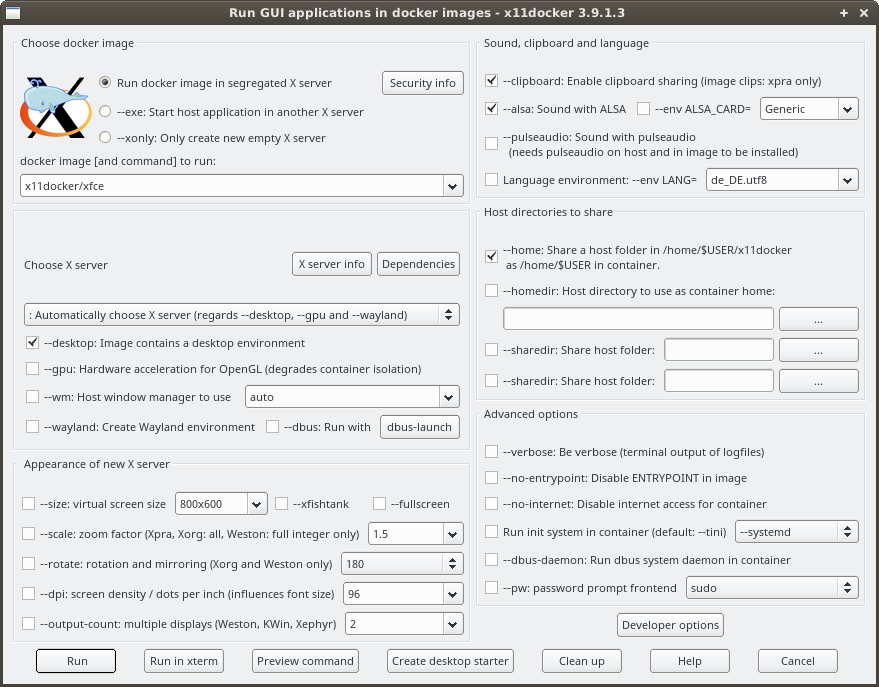 Run GUI applications in docker images - x11docker 3.9.1.3
Choose docker image
Run docker image in segregated X server
Security info
--exe: Start host application in another X server
--xonly: Only create new empty X server
docker image [and command] to run:
x11docker/xfce
Choose X server
X server info
Dependencies
: Automatically choose X server (regards --desktop, --gpu and --wayland)
--desktop: Image contains a desktop environment
--gpu: Hardware acceleration for OpenGL (degrades container isolation)
--wm: Host window manager to use
auto
--wayland: Create Wayland environment
--dbus: Run with
dbus-launch
Appearance of new X server
--size: virtual screen size
800x600
--xfishtank
--fullscreen
--scale: zoom factor (Xpra, Xorg: all, Weston: full integer only)
1.5
--rotate: rotation and mirroring (Xorg and Weston only)
180
--dpi: screen density / dots per inch (influences font size)
96
--output-count: multiple displays (Weston, KWin, Xephyr)
2
Sound, clipboard and language
--clipboard: Enable clipboard sharing (image clips: xpra only)
--alsa: Sound with ALSA
--env ALSA_CARD=
Generic
--pulseaudio: Sound with pulseaudio
(needs pulseaudio on host and in image to be installed)
Language environment: --env LANG=
de_DE.utf8
Host directories to share
--home: Share a host folder in /home/$USER/x11docker
as /home/$USER in container.
--homedir: Host directory to use as container home:
...
--sharedir: Share host folder:
...
--sharedir: Share host folder:
...
Advanced options
--verbose: Be verbose (terminal output of logfiles)
--no-entrypoint: Disable ENTRYPOINT in image
--no-internet: Disable internet access for container
Run init system in container (default: --tini)
--systemd
--dbus-daemon: Run dbus system daemon in container
--pw: password prompt frontend
sudo
Developer options
Run
Run in xterm
Preview command
Create desktop starter
Clean up
Help
Cancel